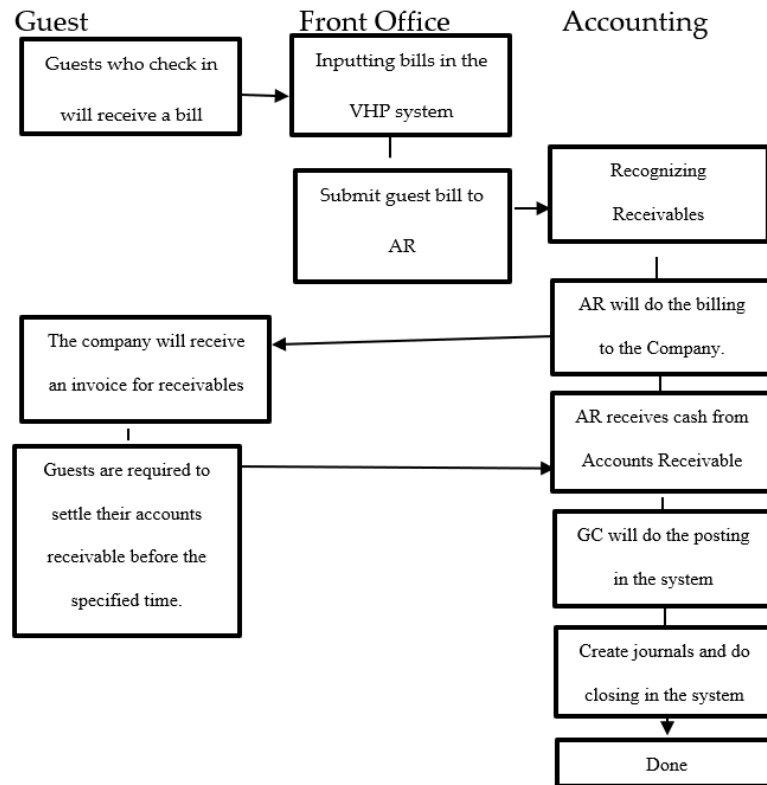 Guest
Front Office
Accounting
Guests who check in
will receive a bill
Inputting bills in the
VHP system
Submit guest bill to
AR
Recognizing
Receivables
AR will do the billing
to the Company.
The company will receive
an invoice for receivables
AR receives cash from
Accounts Receivable
Guests are required to
settle their accounts
receivable before the
specified time.
GC will do the posting
in the system
Create journals and do
closing in the system
Done